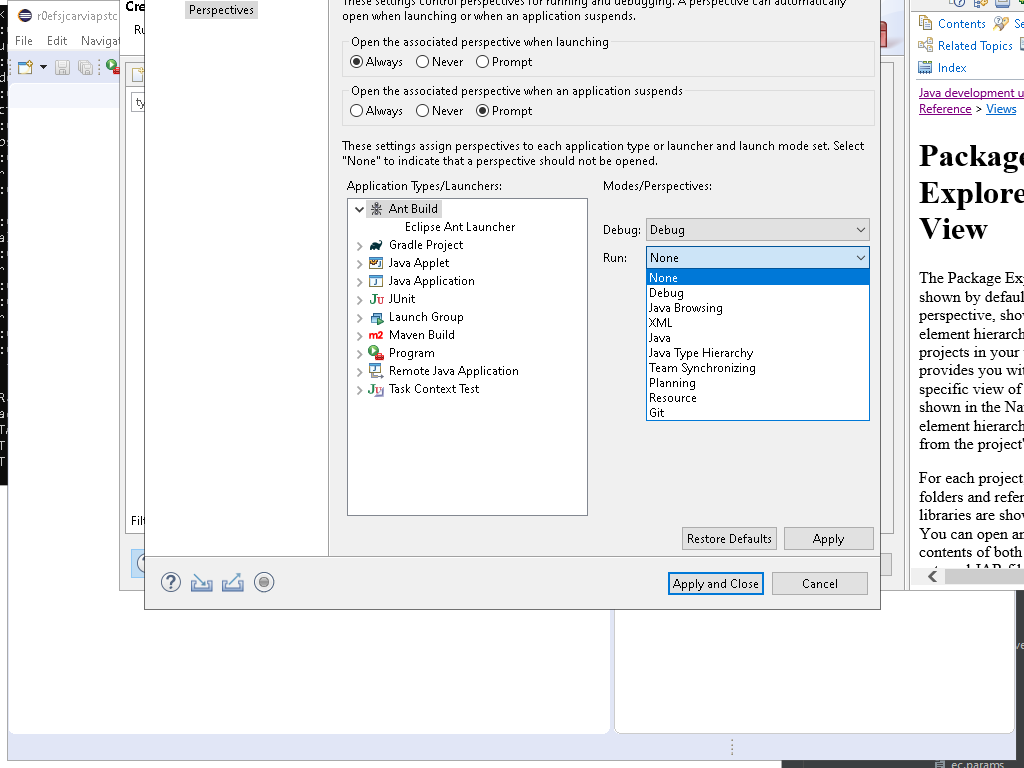 r0efsjcarviapstc
File Edit Navigat
Cre
Ru
Perspectives
These settings control perspectives for running and debugging. A perspective can automatically
open when launching or when an application suspends.
Open the associated perspective when launching
Always Never Prompt
Open the associated perspective when an application suspends
Always Never Prompt
These settings assign perspectives to each application type or launcher and launch mode set. Select
"None" to indicate that a perspective should not be opened.
Application Types/Launchers:
Ant Build
Eclipse Ant Launcher
Gradle Project
Java Applet
Java Application
JUnit
Launch Group
Maven Build
Program
Remote Java Application
Task Context Test
Modes/Perspectives:
Debug: Debug
Run: None
None
Debug
Java Browsing
XML
Java
Java Type Hierarchy
Team Synchronizing
Planning
Resource
Git
Restore Defaults Apply
Apply and Close Cancel
ty
Filt
Contents Se
Related Topics
Index
Java development u
Reference > Views
Package
Explore
View
The Package Exp
shown by defaul
perspective, show
element hierarch
projects in your
provides you wit
specific view of
shown in the Na
element hierarch
from the project'
For each project,
folders and refer
libraries are show
You can open an
contents of both
ec.params